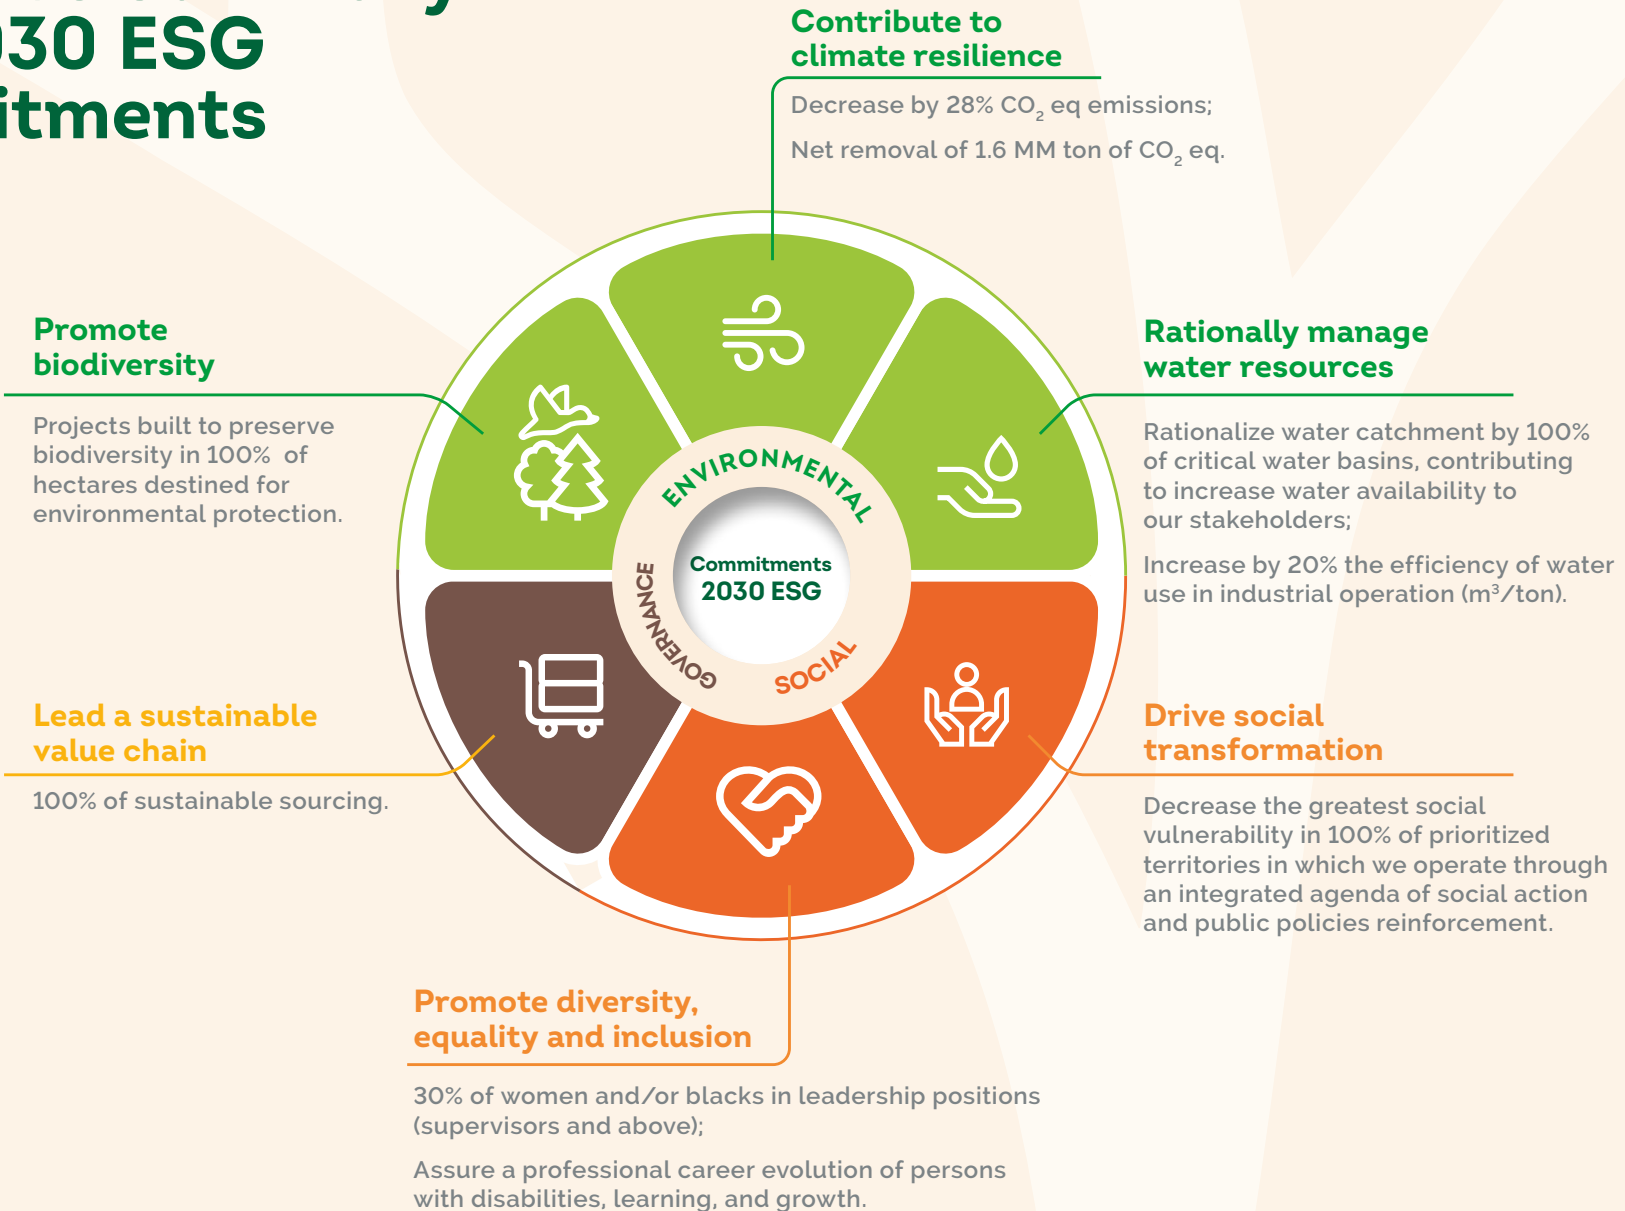 030 ESG
itments
Contribute to
climate resilience
Decrease by 28% CO₂ eq emissions;
Net removal of 1.6 MM ton of CO₂ eq.
Promote
biodiversity
Projects built to preserve
biodiversity in 100% of
hectares destined for
environmental protection.
Rationally manage
water resources
Rationalize water catchment by 100%
of critical water basins, contributing
to increase water availability to
our stakeholders;
Increase by 20% the efficiency of water
use in industrial operation (m³/ton).
ENVIRONMENTAL
GOVERNANCE
SOCIAL
Commitments
2030 ESG
Lead a sustainable
value chain
100% of sustainable sourcing.
Drive social
transformation
Decrease the greatest social
vulnerability in 100% of prioritized
territories in which we operate through
an integrated agenda of social action
and public policies reinforcement.
Promote diversity,
equality and inclusion
30% of women and/or blacks in leadership positions
(supervisors and above);
Assure a professional career evolution of persons
with disabilities, learning, and growth.